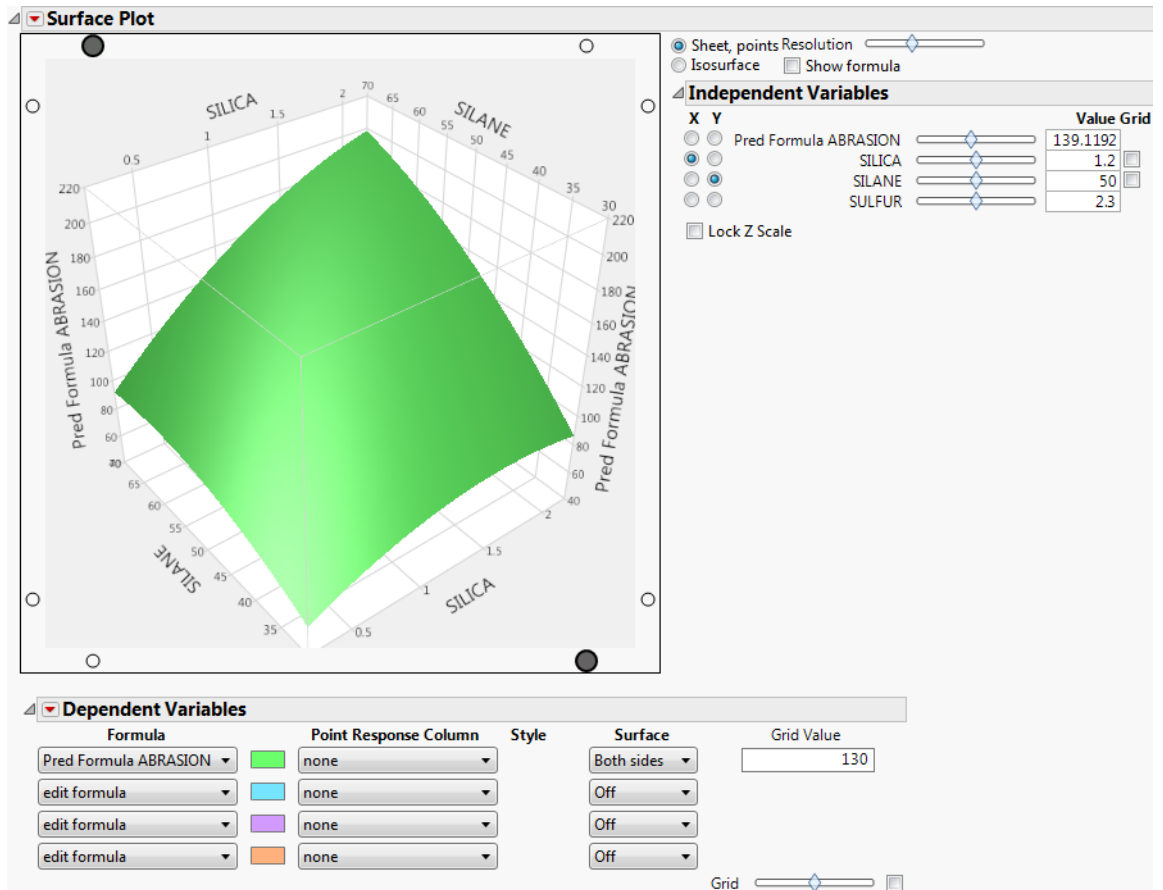 Surface Plot
Sheet, points Resolution
Isosurface Show formula
Independent Variables
X Y Value Grid
Pred Formula ABRASION 139.1192
SILICA 1.2
SILANE 50
SULFUR 2.3
Lock Z Scale
SILICA
0.5 1 1.5 2
SILANE
70 65 60 55 50 45 40 35 30
Pred Formula ABRASION
220 200 180 160 140 120 100 80 60
Pred Formula ABRASION
220 200 180 160 140 120 100 80 60 40
SILANE
70 65 60 55 50 45 40 35
SILICA
0.5 1 1.5 2
Dependent Variables
Formula Point Response Column Style Surface Grid Value
Pred Formula ABRASION none Both sides 130
edit formula none Off
edit formula none Off
edit formula none Off
Grid